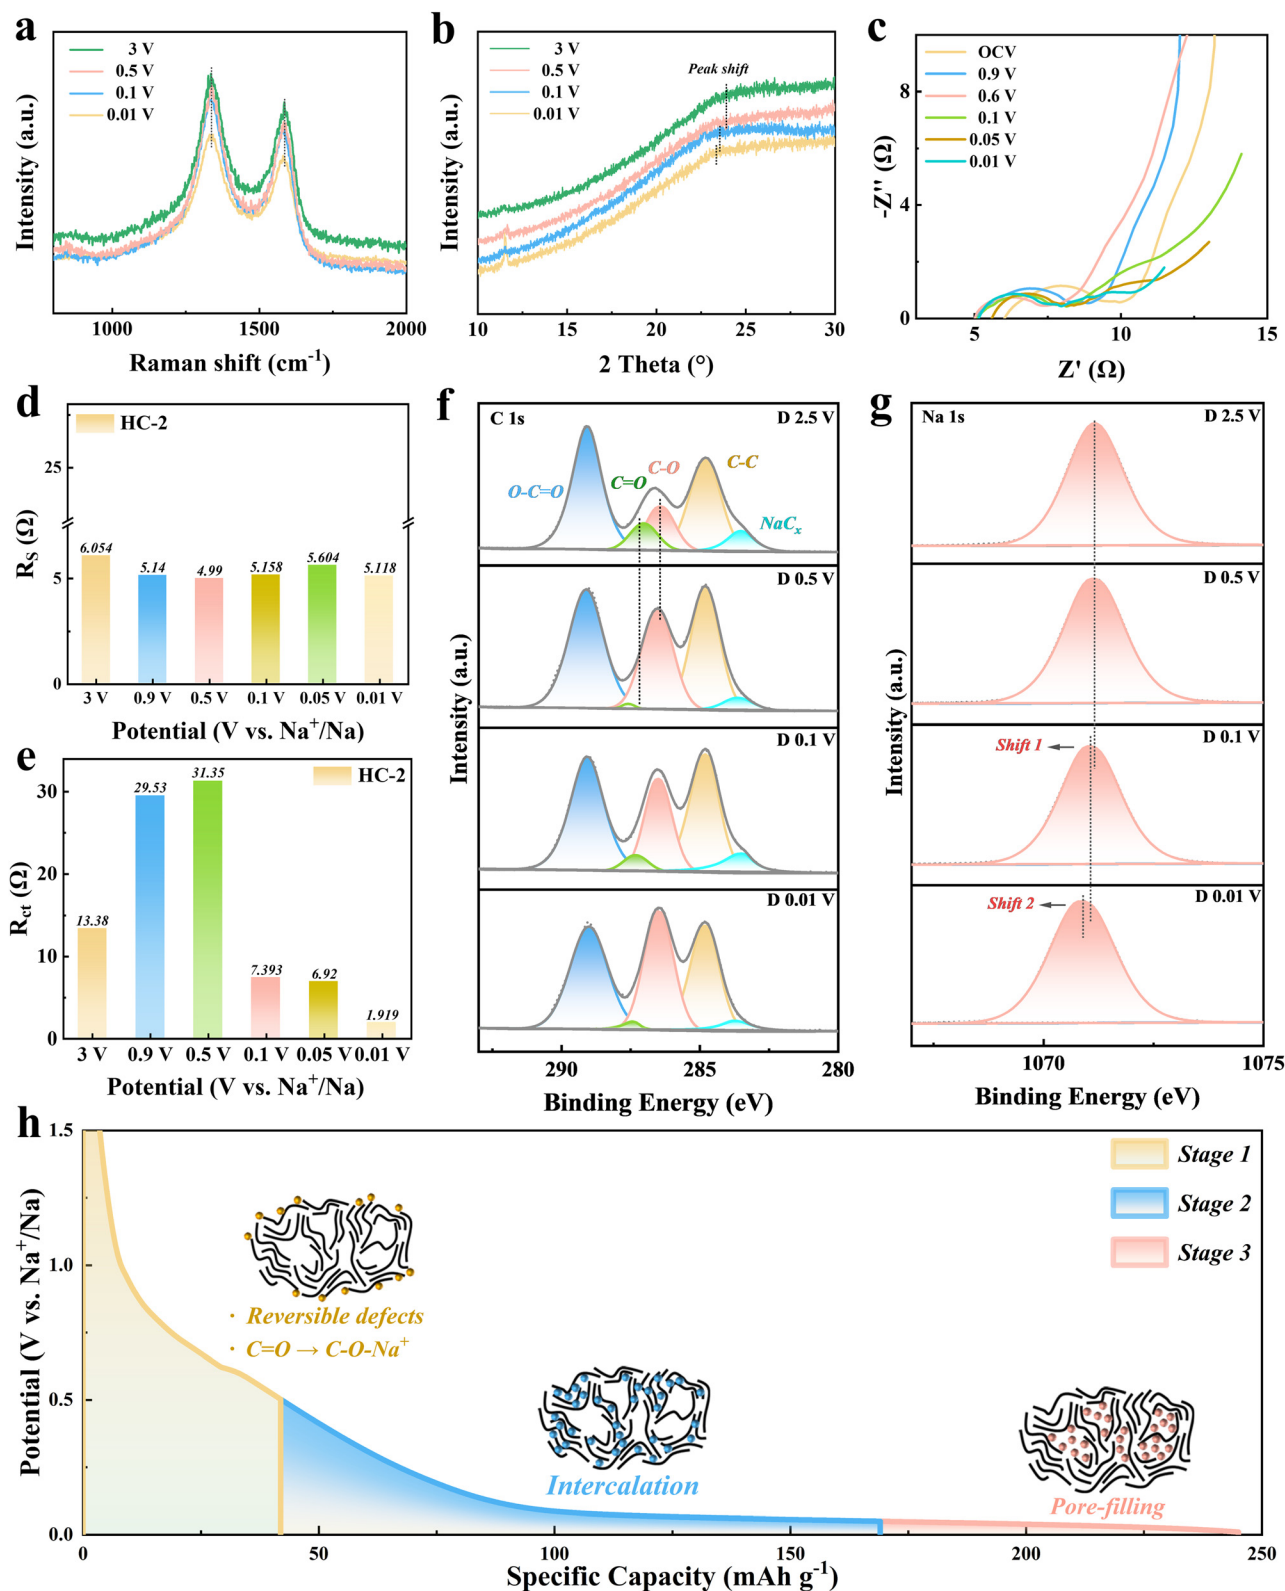 a
3 V
0.5 V
0.1 V
0.01 V
Intensity (a.u.)
1000
1500
2000
Raman shift (cm⁻¹)
b
3 V
0.5 V
0.1 V
0.01 V
Peak shift
Intensity (a.u.)
10
15
20
25
30
2 Theta (°)
c
OCV
0.9 V
0.6 V
0.1 V
0.05 V
0.01 V
-Z'' (Ω)
8
4
0
5
10
15
Z' (Ω)
d
HC-2
R_S (Ω)
25
5
0
6.054
5.14
4.99
5.158
5.604
5.118
3 V
0.9 V
0.5 V
0.1 V
0.05 V
0.01 V
Potential (V vs. Na⁺/Na)
e
HC-2
R_ct (Ω)
30
20
10
0
13.38
29.53
31.35
7.393
6.92
1.919
3 V
0.9 V
0.5 V
0.1 V
0.05 V
0.01 V
Potential (V vs. Na⁺/Na)
f
C 1s
D 2.5 V
O-C=O
C=O
C-O
C-C
NaCₓ
D 0.5 V
D 0.1 V
D 0.01 V
Intensity (a.u.)
290
285
280
Binding Energy (eV)
g
Na 1s
D 2.5 V
D 0.5 V
D 0.1 V
Shift 1
D 0.01 V
Shift 2
Intensity (a.u.)
1070
1075
Binding Energy (eV)
h
Potential (V vs. Na⁺/Na)
1.5
1.0
0.5
0.0
Stage 1
Stage 2
Stage 3
· Reversible defects
· C=O → C-O-Na⁺
Intercalation
Pore-filling
0
50
100
150
200
250
Specific Capacity (mAh g⁻¹)